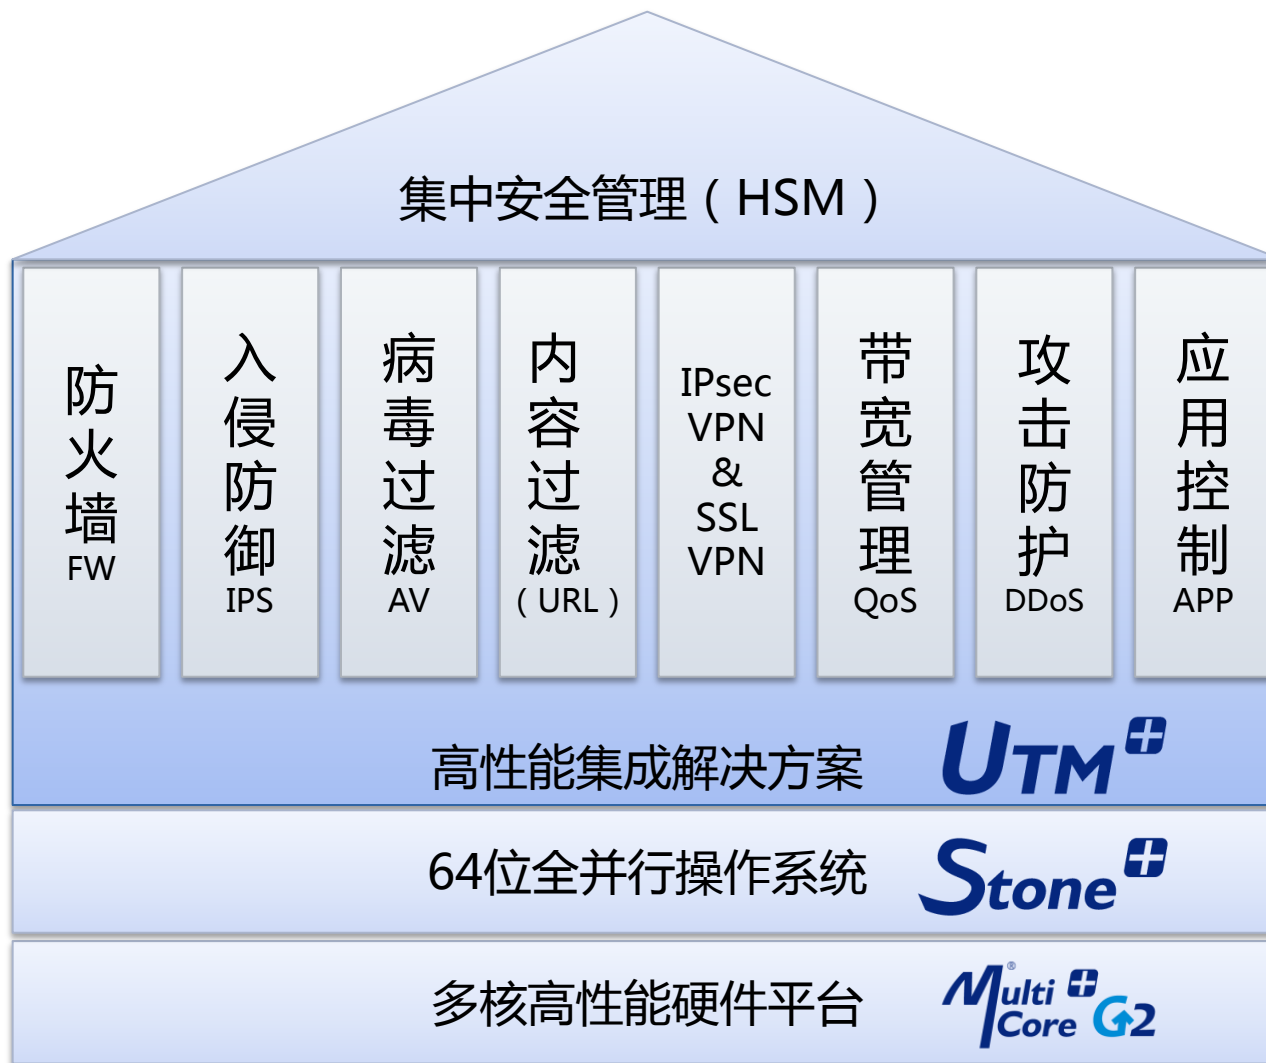 集中安全管理（HSM）
防火墙
FW
入侵防御
IPS
病毒过滤
AV
内容过滤
（URL）
IPsec
VPN
&
SSL
VPN
带宽管理
QoS
攻击防护
DDoS
应用控制
APP
高性能集成解决方案 UTM+
64位全并行操作系统 Stone+
多核高性能硬件平台 Multi+® Core G2